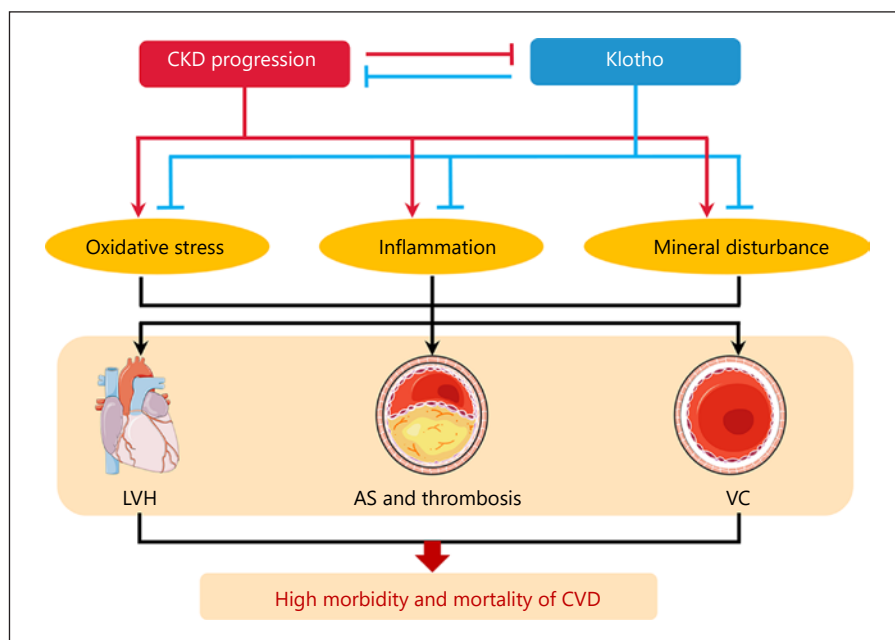 CKD progression
Klotho
Oxidative stress
Inflammation
Mineral disturbance
LVH
AS and thrombosis
VC
High morbidity and mortality of CVD